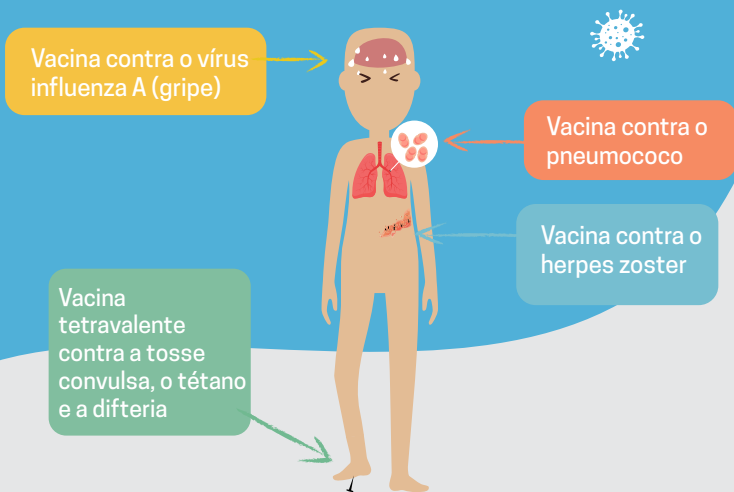 Vacina contra o vírus
influenza A (gripe)
Vacina contra o
pneumococo
Vacina contra o
herpes zoster
Vacina
tetravalente
contra a tosse
convulsa, o tétano
e a difteria